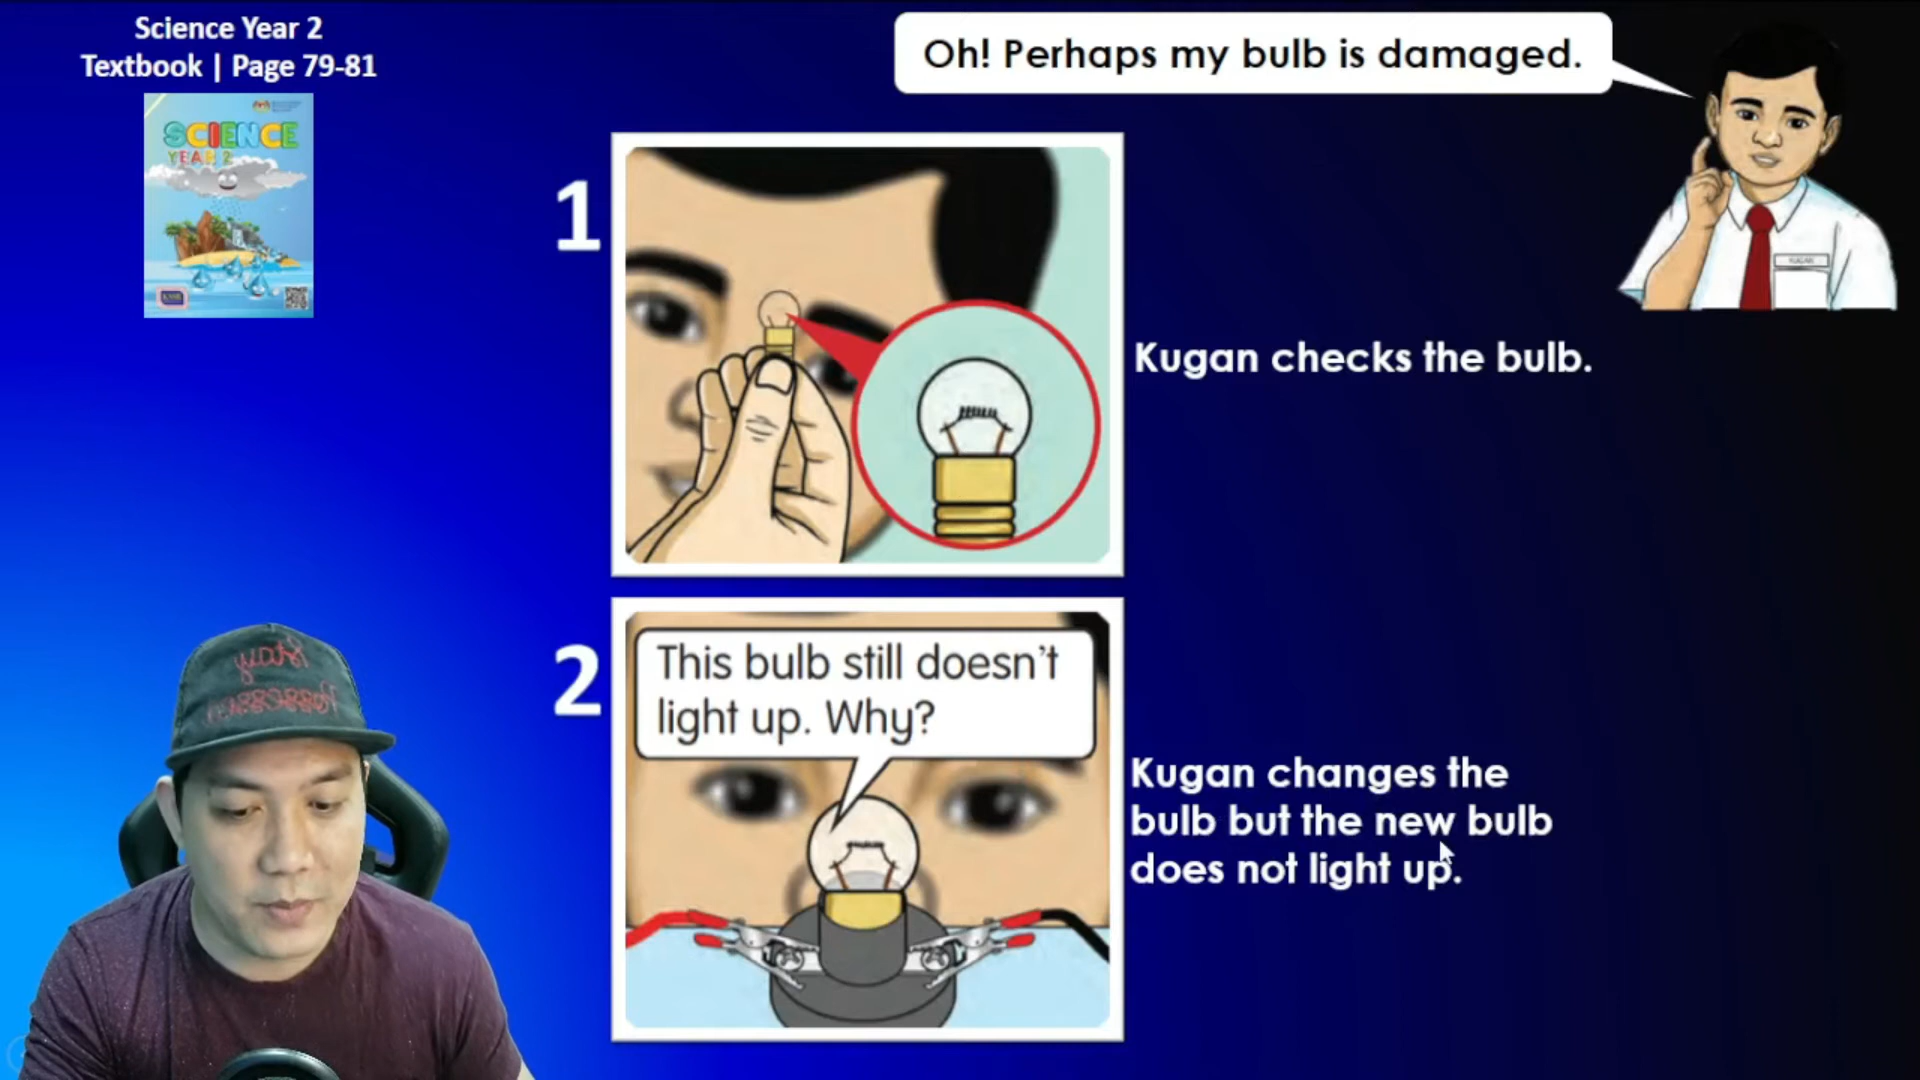 Science Year 2
Textbook | Page 79-81
SCIENCE
YEAR 2
Oh! Perhaps my bulb is damaged.
KUGAN
1
Kugan checks the bulb.
2
This bulb still doesn't
light up. Why?
Kugan changes the
bulb but the new bulb
does not light up.